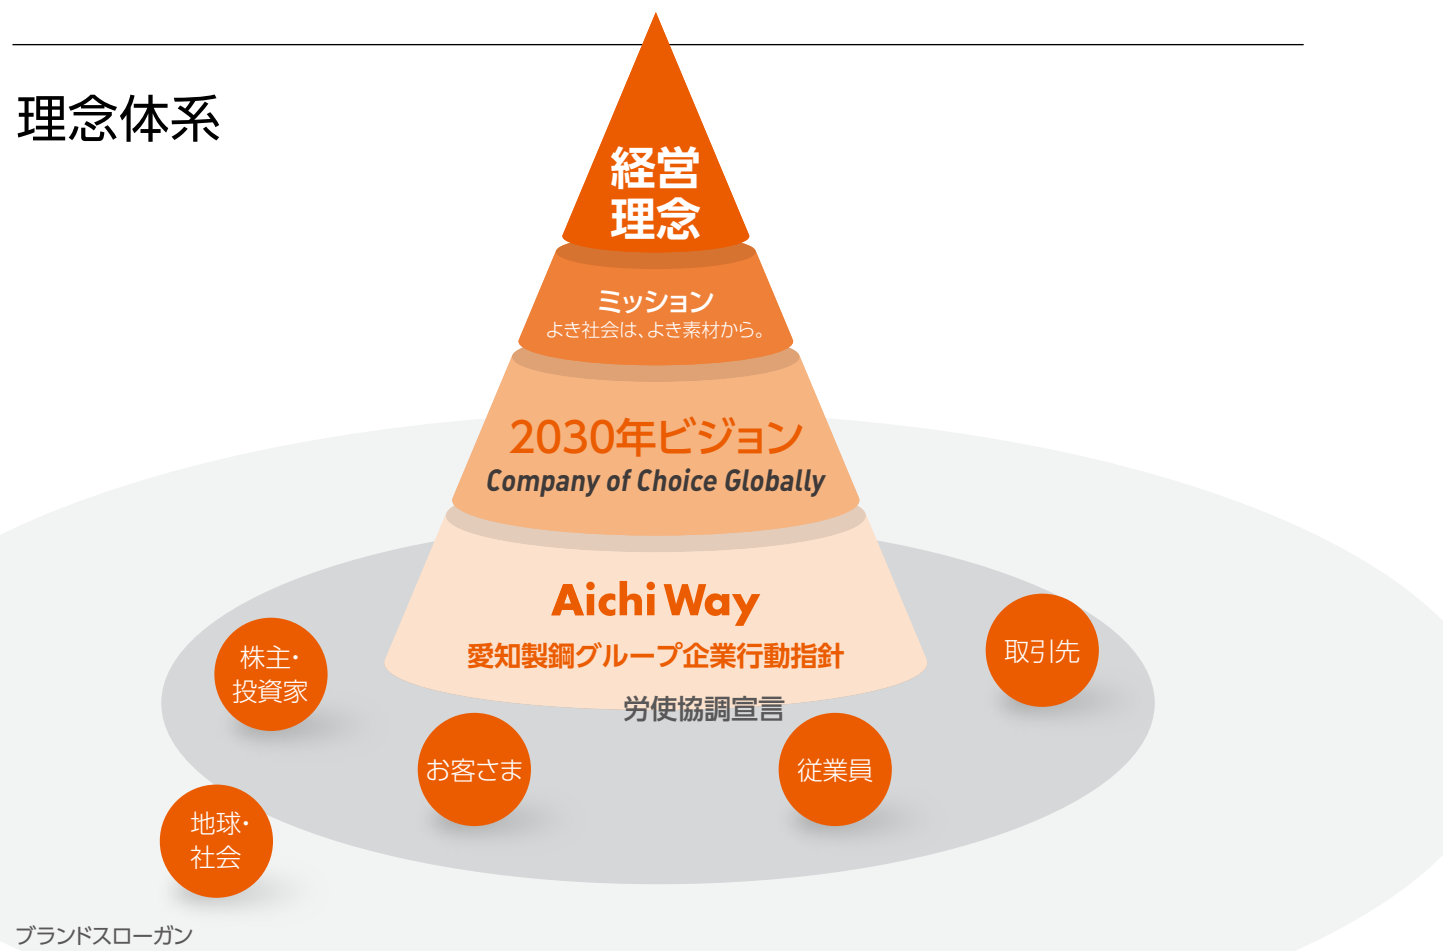 理念体系
経営
理念
ミッション
よき社会は、よき素材から。
2030年ビジョン
Company of Choice Globally
Aichi Way
愛知製鋼グループ企業行動指針
労使協調宣言
株主・
投資家
お客さま
従業員
取引先
地球・
社会
ブランドスローガン